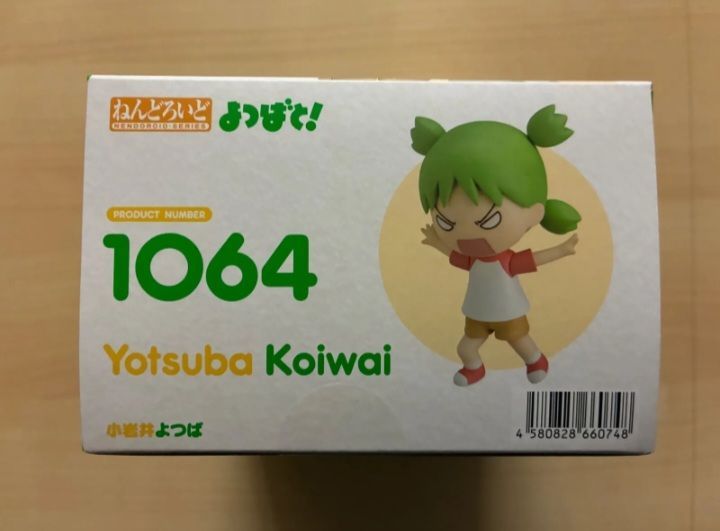 ねんどろいど
NENDOROID SERIES
よつばと!
PRODUCT NUMBER
1064
Yotsuba Koiwai
小岩井よつば
4 580828 660748